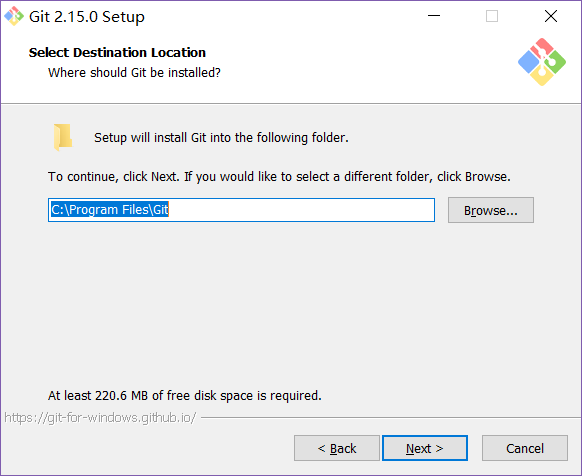 Git 2.15.0 Setup
Select Destination Location
Where should Git be installed?
Setup will install Git into the following folder.
To continue, click Next. If you would like to select a different folder, click Browse.
C:\Program Files\Git
Browse...
At least 220.6 MB of free disk space is required.
https://git-for-windows.github.io/
< Back
Next >
Cancel